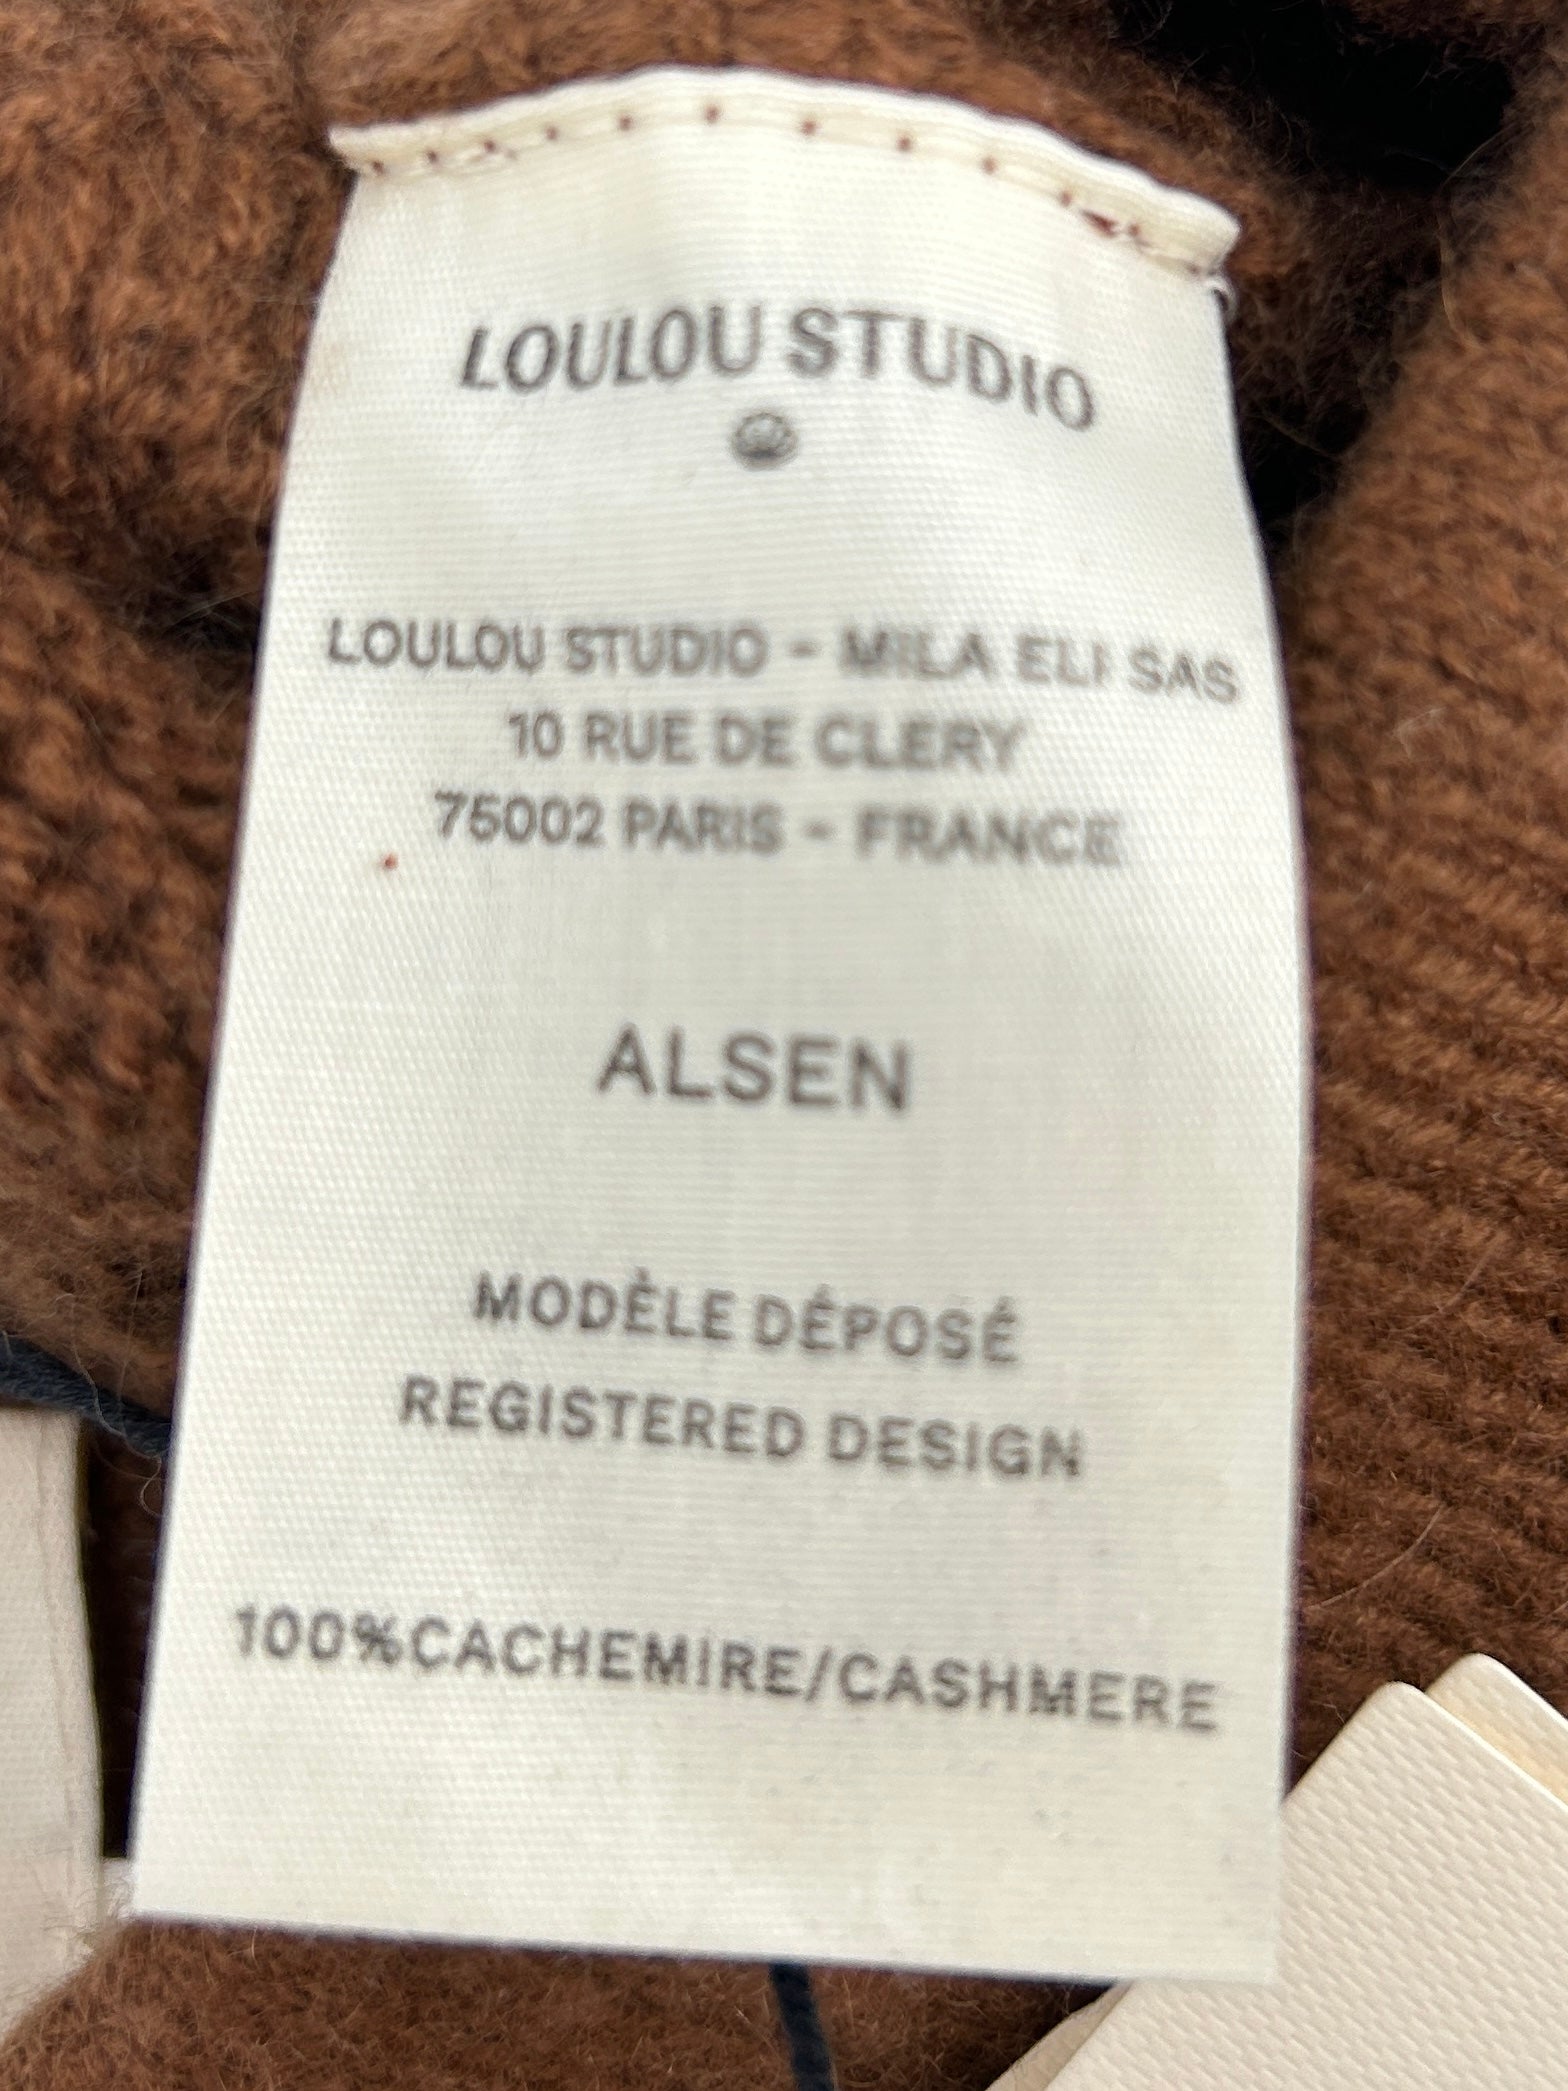 LOULOU STUDIO
LOULOU STUDIO - MILA ELI SAS
10 RUE DE CLERY
75002 PARIS - FRANCE
ALSEN
MODÈLE DÉPOSÉ
REGISTERED DESIGN
100%CACHEMIRE/CASHMERE